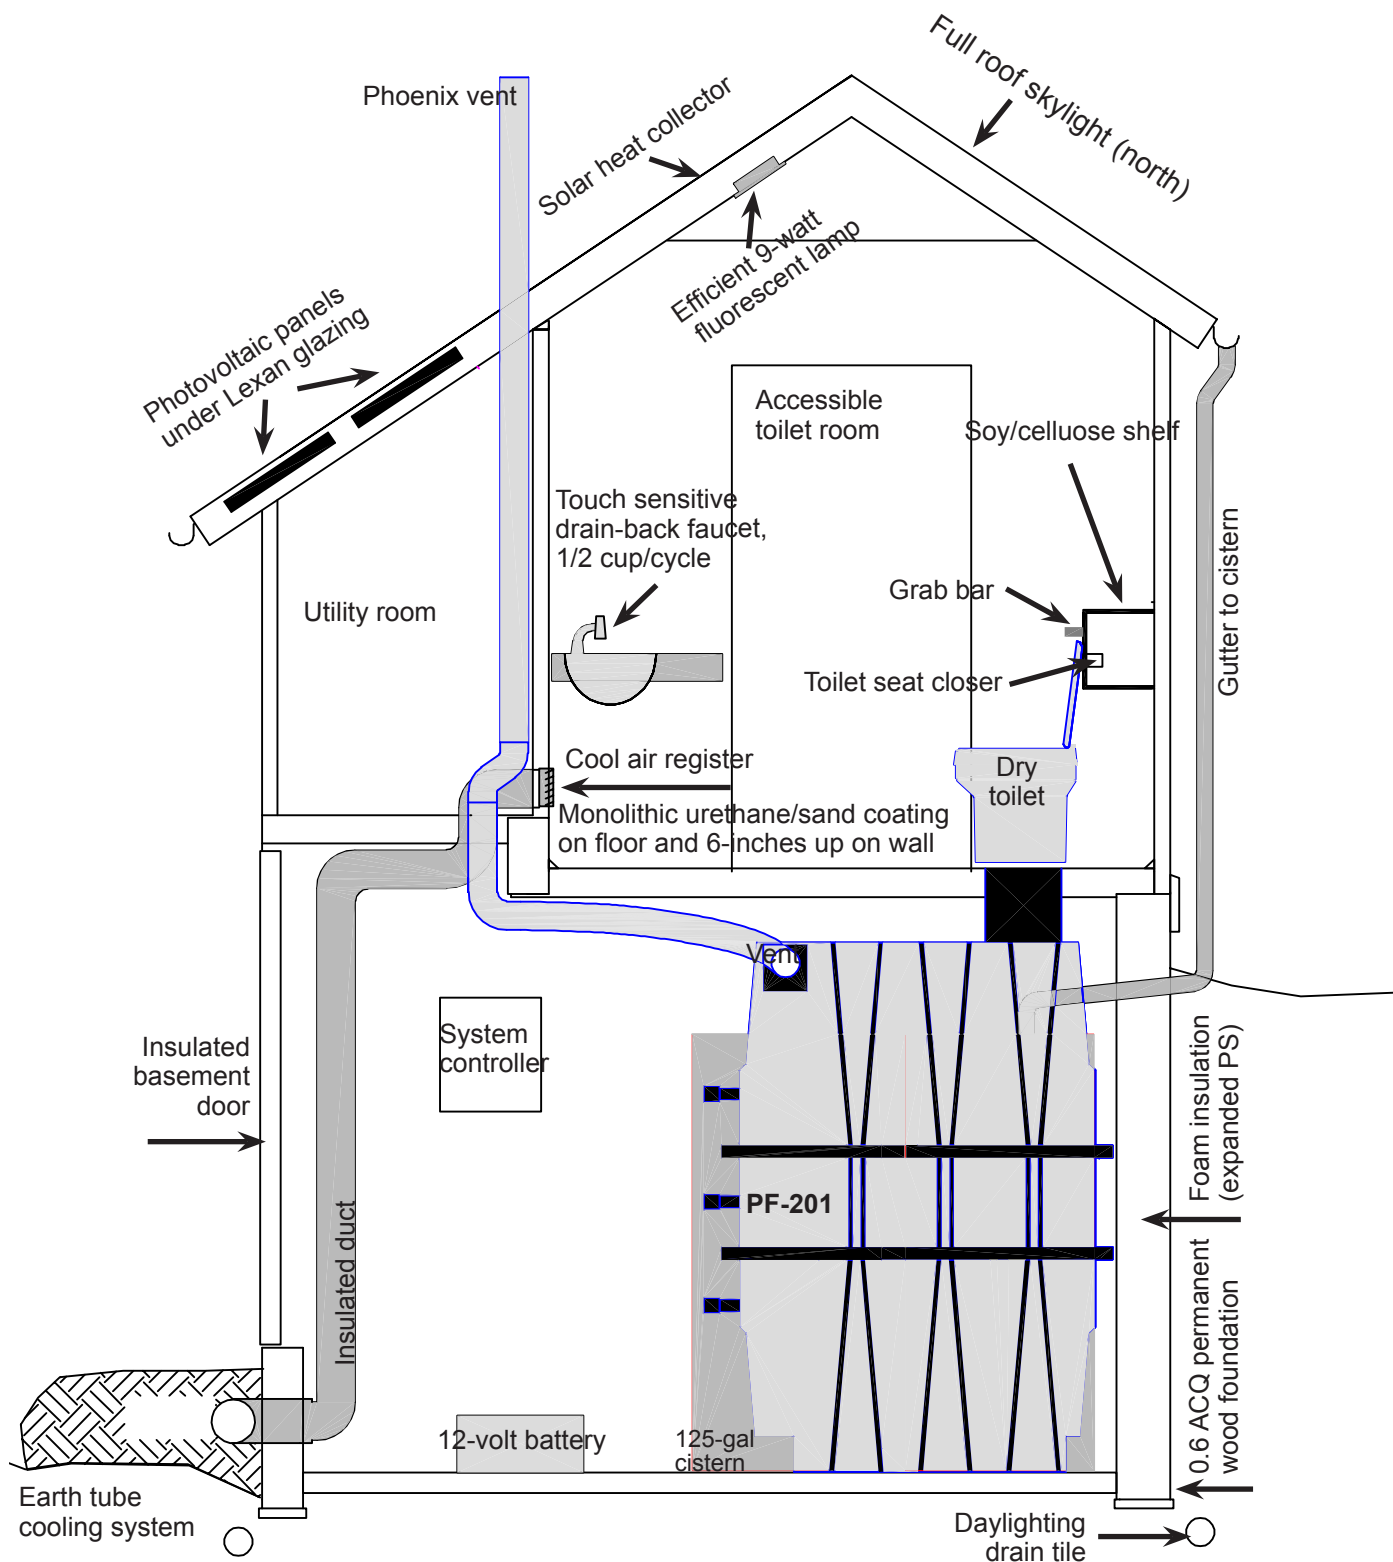 Full roof skylight (north)
Phoenix vent
Solar heat collector
Efficient 9-watt
fluorescent lamp
Photovoltaic panels
under Lexan glazing
Accessible
toilet room
Soy/celluose shelf
Touch sensitive
drain-back faucet,
1/2 cup/cycle
Gutter to cistern
Grab bar
Utility room
Toilet seat closer
Cool air register
Dry
toilet
Monolithic urethane/sand coating
on floor and 6-inches up on wall
Vent
System
controller
Insulated
basement
door
Foam insulation
(expanded PS)
PF-201
Insulated duct
0.6 ACQ permanent
wood foundation
12-volt battery
125-gal
cistern
Earth tube
cooling system
Daylighting
drain tile